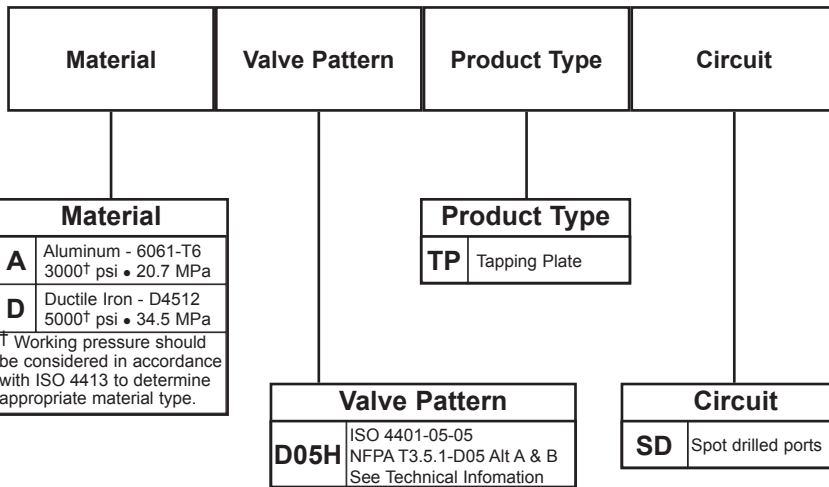 Material
Valve Pattern
Product Type
Circuit
Material
A
Aluminum - 6061-T6
3000† psi • 20.7 MPa
D
Ductile Iron - D4512
5000† psi • 34.5 MPa
† Working pressure should
be considered in accordance
with ISO 4413 to determine
appropriate material type.
Product Type
TP
Tapping Plate
Valve Pattern
D05H
ISO 4401-05-05
NFPA T3.5.1-D05 Alt A & B
See Technical Infomation
Circuit
SD
Spot drilled ports